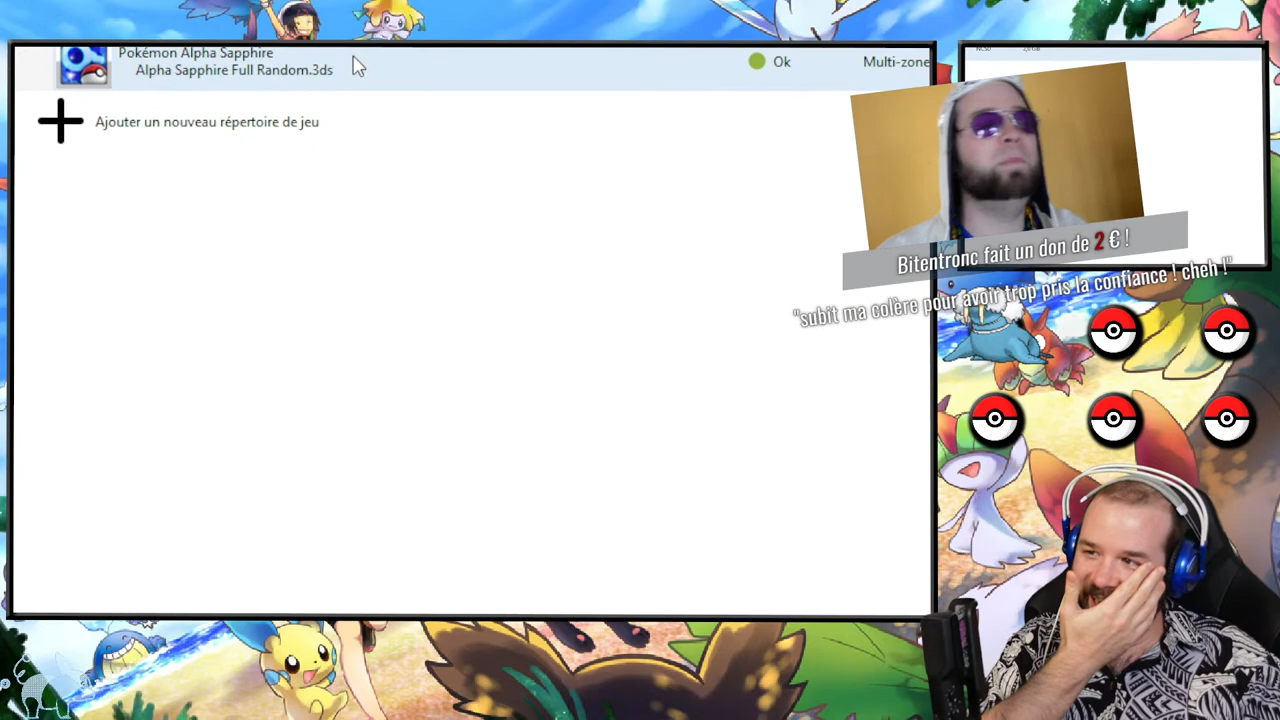 Pokémon Alpha Sapphire
Alpha Sapphire Full Random.3ds
Ok
Multi-zone
Ajouter un nouveau répertoire de jeu
Bitentronc fait un don de 2 € !
"subit ma colère pour avoir trop pris la confiance ! cheh !"